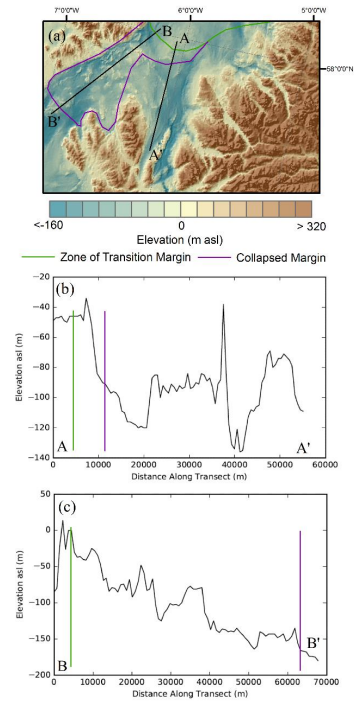 7°0'0"W 6°0'0"W 5°0'0"W
(a)
B
A
58°0'0"N
B'
A'
<-160 0 > 320
Elevation (m asl)
Zone of Transition Margin Collapsed Margin
(b)
−20
−40
−60
−80
−100
−120
−140
Elevation asl (m)
A A'
0 10000 20000 30000 40000 50000 60000
Distance Along Transect (m)
(c)
50
0
−50
−100
−150
−200
Elevation asl (m)
B B'
0 10000 20000 30000 40000 50000 60000 70000
Distance Along Transect (m)